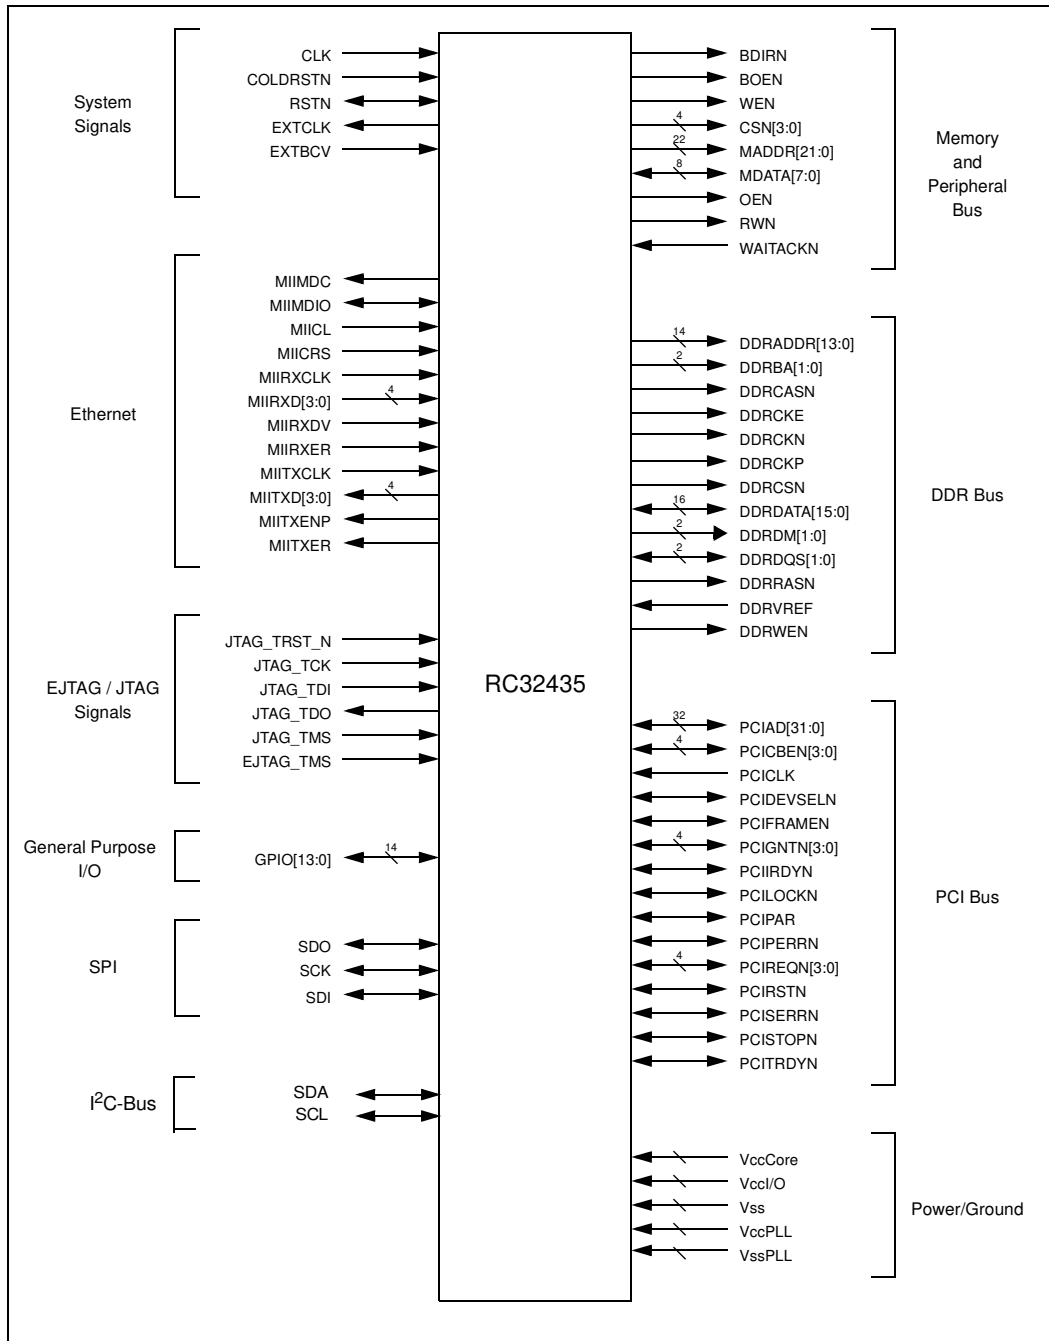 System
Signals
CLK
COLDRSTN
RSTN
EXTCLK
EXTBCV
Ethernet
MIIMDC
MIIMDIO
MIICL
MIICRS
MIIRXCLK
MIIRXD[3:0]
4
MIIRXDV
MIIRXER
MIITXCLK
MIITXD[3:0]
4
MIITXENP
MIITXER
EJTAG / JTAG
Signals
JTAG_TRST_N
JTAG_TCK
JTAG_TDI
JTAG_TDO
JTAG_TMS
EJTAG_TMS
General Purpose
I/O
GPIO[13:0]
14
SPI
SDO
SCK
SDI
I²C-Bus
SDA
SCL
RC32435
BDIRN
BOEN
WEN
4
CSN[3:0]
22
MADDR[21:0]
8
MDATA[7:0]
OEN
RWN
WAITACKN
Memory
and
Peripheral
Bus
14
DDRADDR[13:0]
2
DDRBA[1:0]
DDRCASN
DDRCKE
DDRCKN
DDRCKP
DDRCSN
16
DDRDATA[15:0]
2
DDRDM[1:0]
2
DDRDQS[1:0]
DDRRASN
DDRVREF
DDRWEN
DDR Bus
32
PCIAD[31:0]
4
PCICBEN[3:0]
PCICLK
PCIDEVSELN
PCIFRAMEN
4
PCIGNTN[3:0]
PCIIRDYN
PCILOCKN
PCIPAR
PCIPERRN
4
PCIREQN[3:0]
PCIRSTN
PCISERRN
PCISTOPN
PCITRDYN
PCI Bus
VccCore
VccI/O
Vss
VccPLL
VssPLL
Power/Ground